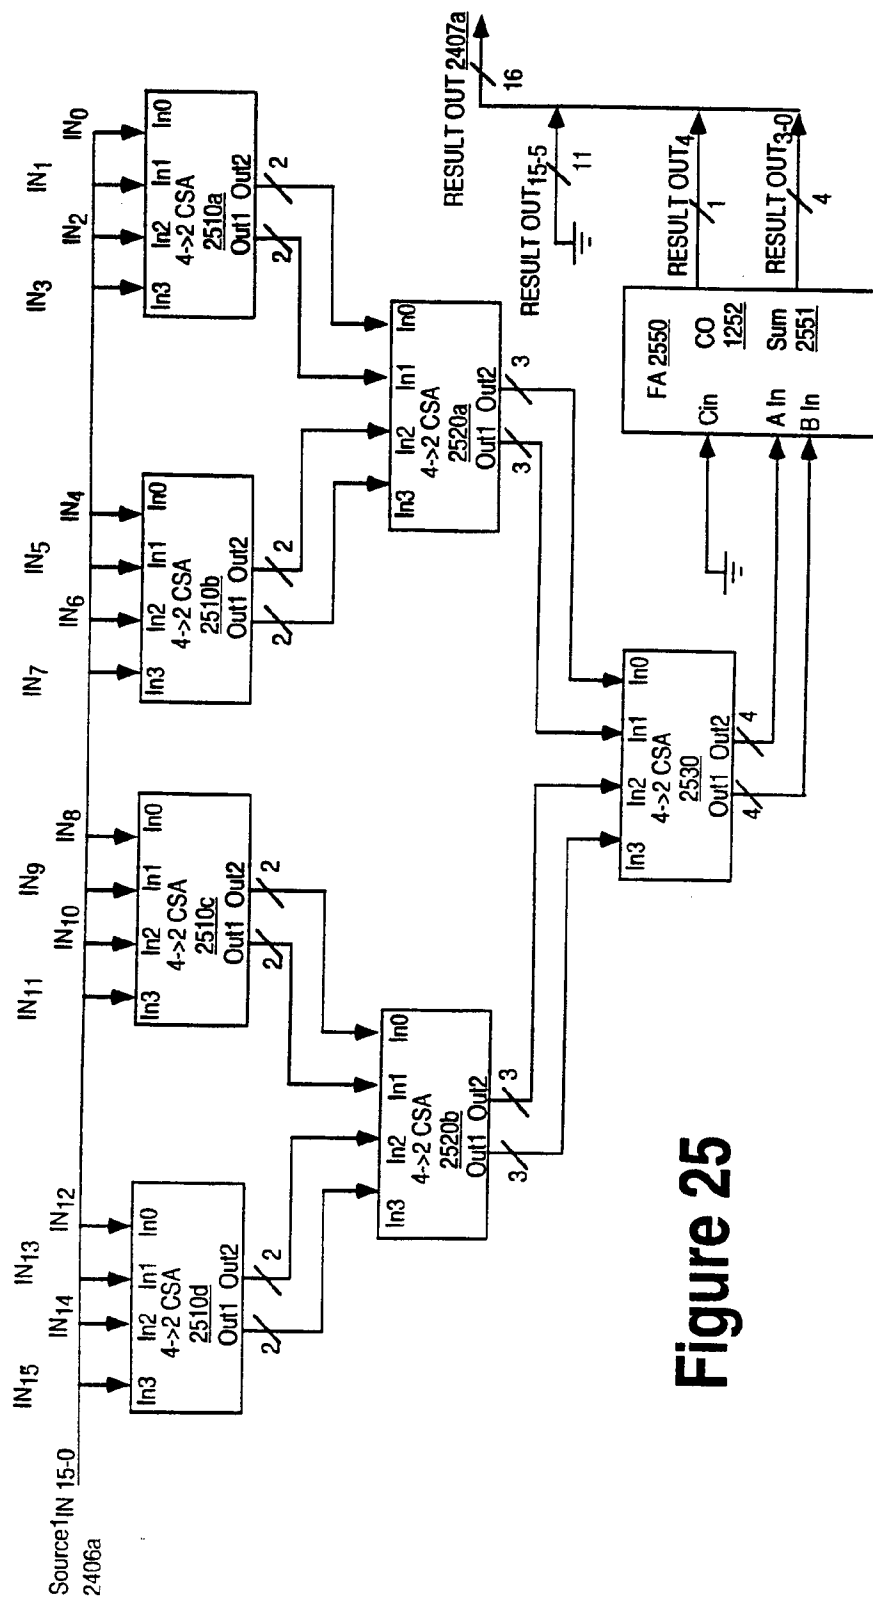 Source1IN 15-0
2406a
IN15
IN14
IN13
IN12
IN11
IN10
IN9
IN8
IN7
IN6
IN5
IN4
IN3
IN2
IN1
IN0
In3 In2 In1 In0
4->2 CSA
2510d
Out1 Out2
2 2
In3 In2 In1 In0
4->2 CSA
2510c
Out1 Out2
2 2
In3 In2 In1 In0
4->2 CSA
2510b
Out1 Out2
2 2
In3 In2 In1 In0
4->2 CSA
2510a
Out1 Out2
2 2
In3 In2 In1 In0
4->2 CSA
2520b
Out1 Out2
3 3
In3 In2 In1 In0
4->2 CSA
2520a
Out1 Out2
3 3
In3 In2 In1 In0
4->2 CSA
2530
Out1 Out2
4 4
RESULT OUT 2407a
16
RESULT OUT15-5
11
RESULT OUT4
1
RESULT OUT3-0
4
FA 2550
Cin CO
1252
A In Sum
B In 2551
Figure 25